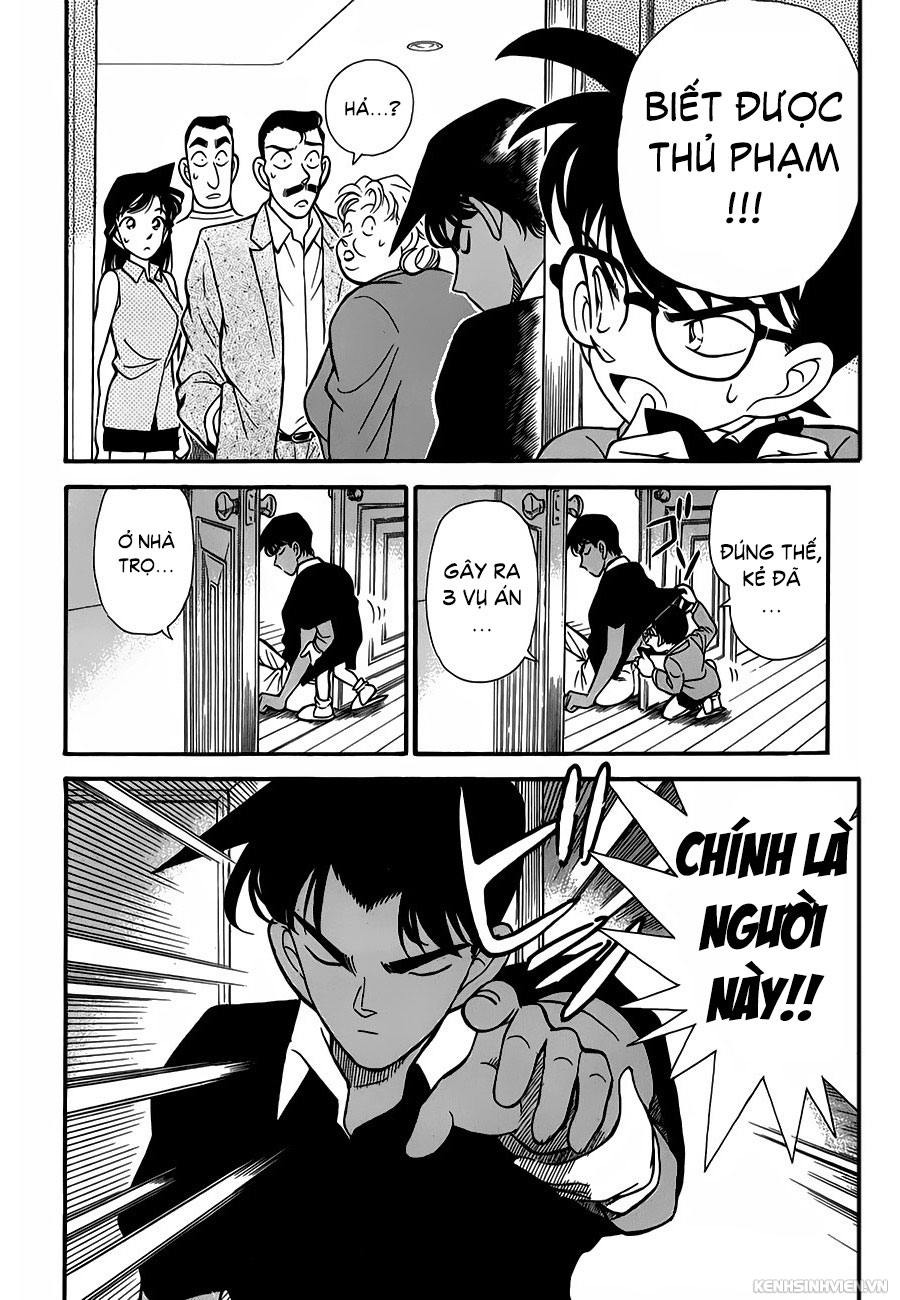 BIẾT ĐƯỢC
THỦ PHẠM
!!!
HẢ...?
ĐÚNG THẾ,
KẺ ĐÃ
...
GÂY RA
3 VỤ ÁN
...
Ở NHÀ
TRỌ...
CHÍNH LÀ
NGƯỜI
NÀY!!
KENHSINHVIEN.VN